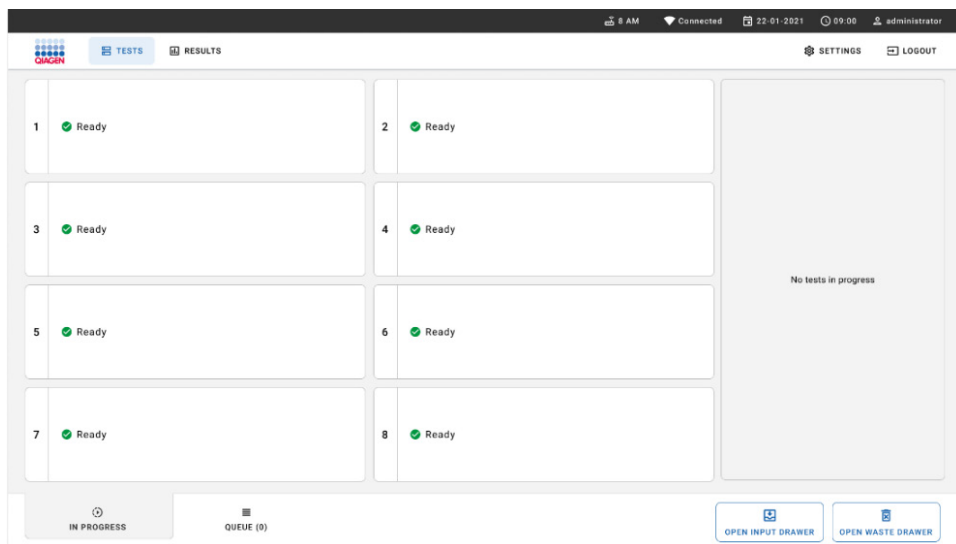 8 AM Connected 22-01-2021 09:00 administrator
QIAGEN TESTS RESULTS SETTINGS LOGOUT
1 Ready 2 Ready
3 Ready 4 Ready
No tests in progress
5 Ready 6 Ready
7 Ready 8 Ready
IN PROGRESS QUEUE (0) OPEN INPUT DRAWER OPEN WASTE DRAWER